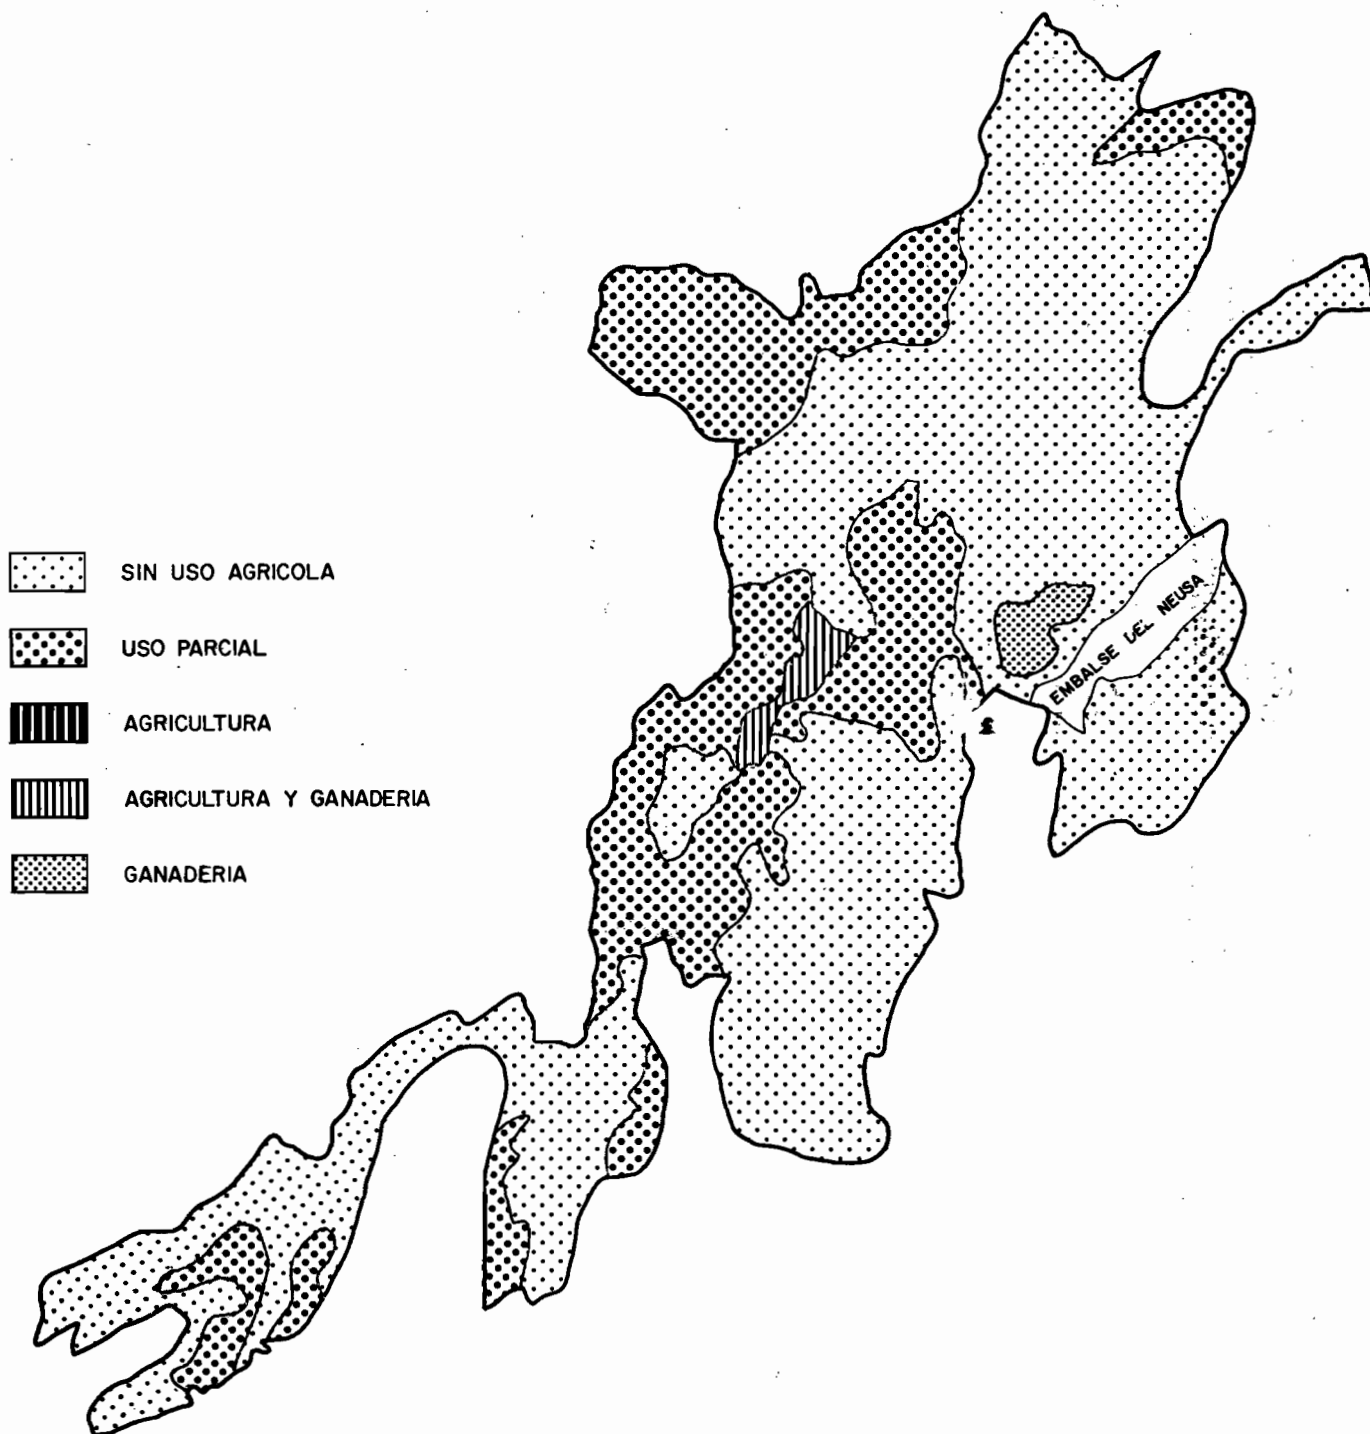 SIN USO AGRICOLA
USO PARCIAL
AGRICULTURA
AGRICULTURA Y GANADERIA
GANADERIA
EMBALSE DEL NEUSA